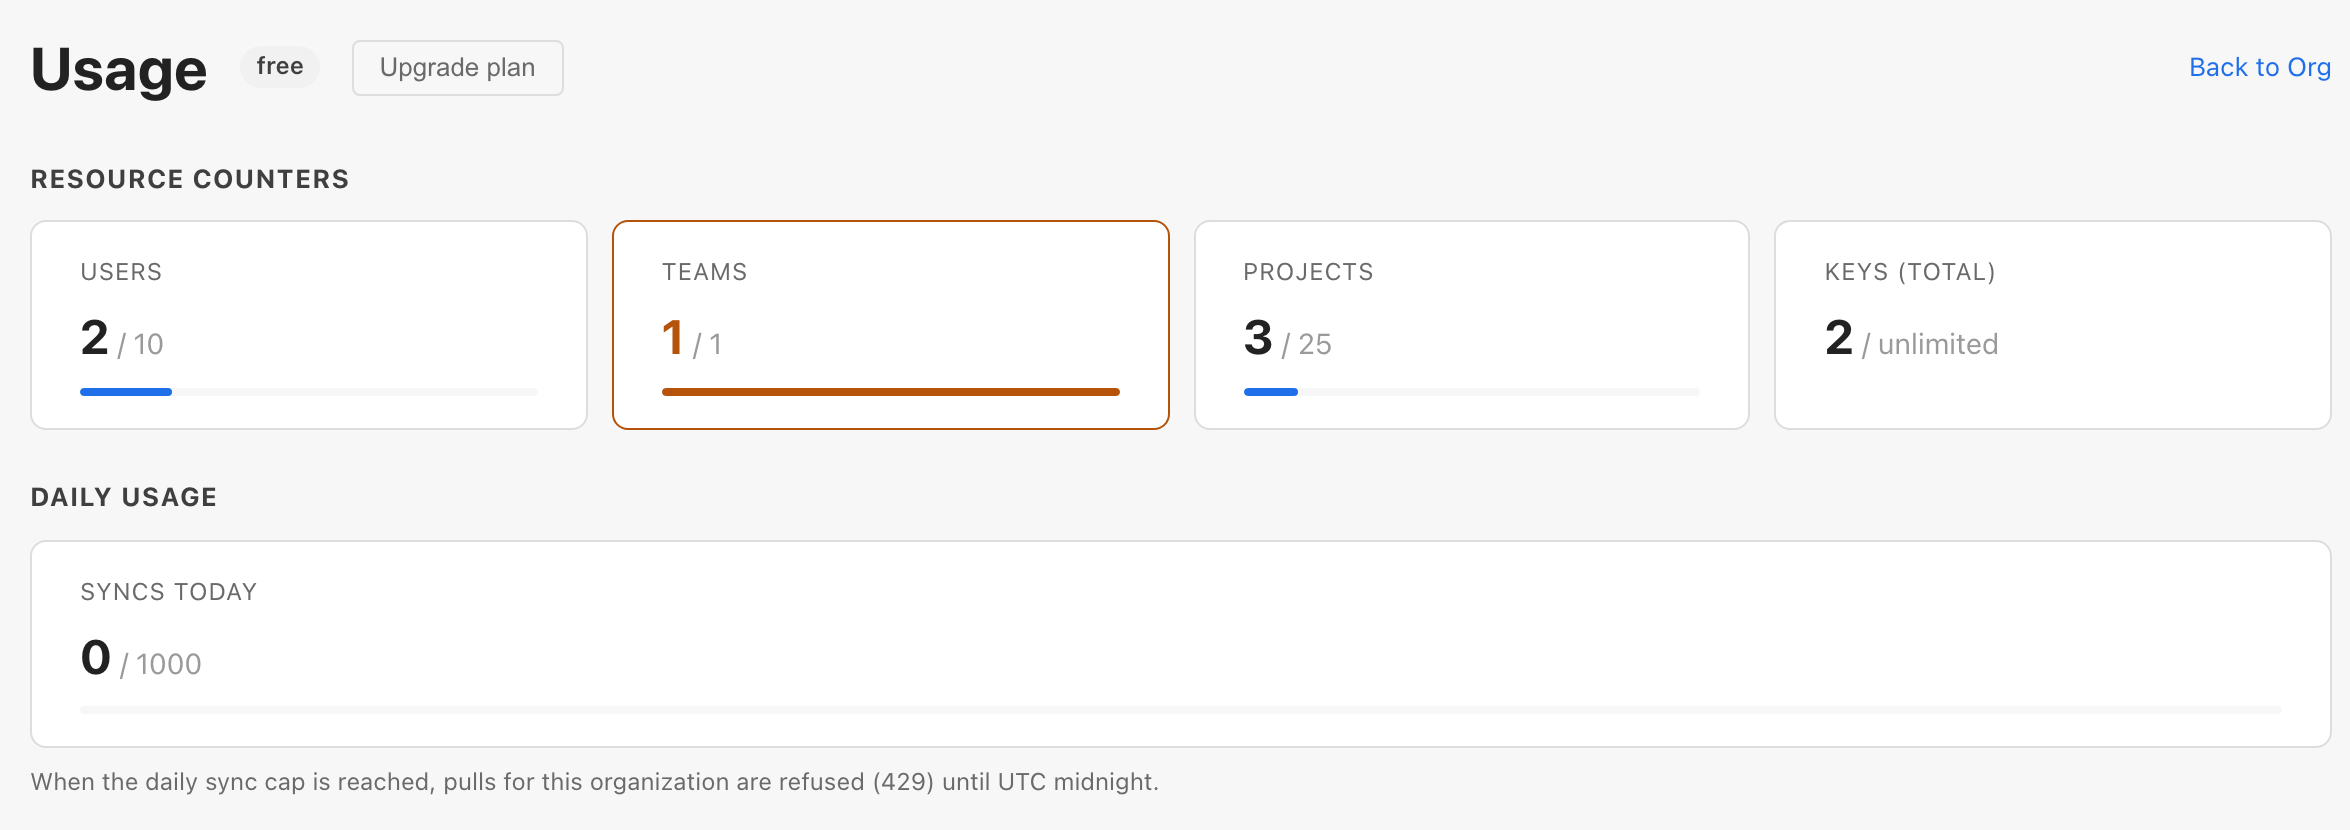 Usage free Upgrade plan Back to Org
RESOURCE COUNTERS
USERS
2 / 10
TEAMS
1 / 1
PROJECTS
3 / 25
KEYS (TOTAL)
2 / unlimited
DAILY USAGE
SYNCS TODAY
0 / 1000
When the daily sync cap is reached, pulls for this organization are refused (429) until UTC midnight.